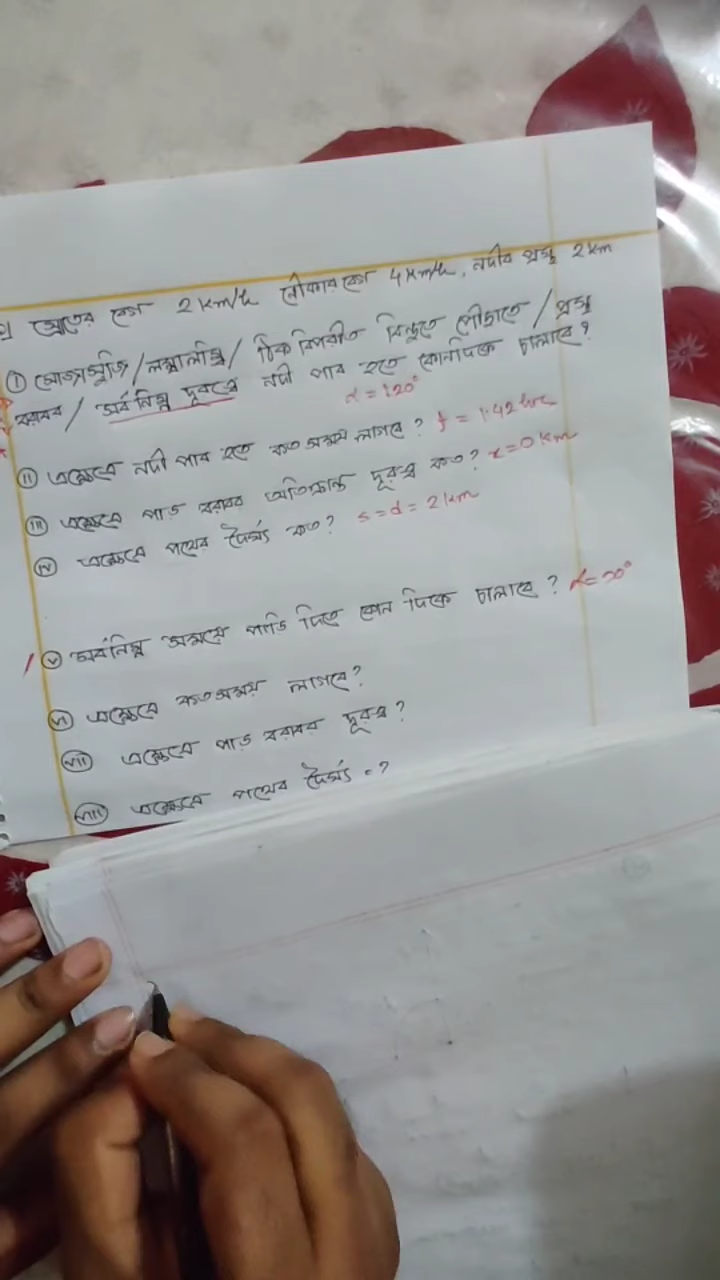 স্রোতের বেগ 2 km/h নৌকার বেগ 4 km/h, নদীর প্রস্থ 2 km
① সোজাসুজি / লম্বালম্বি / ঠিক বিপরীত বিন্দুতে পৌঁছাতে / প্রস্থ
বরাবর / সর্বনিম্ন দূরত্বে নদী পার হতে কোনদিকে চালাবে?
α = 120°
ⅱ এক্ষেত্রে নদী পার হতে কত সময় লাগবে? t = 1.42 hrc
ⅲ এক্ষেত্রে পাড় বরাবর অতিক্রান্ত দূরত্ব কত? x = 0 km
ⅳ এক্ষেত্রে পথের দৈর্ঘ্য কত? s = d = 2 km
ⅴ সর্বনিম্ন সময়ে পাড়ি দিতে কোন দিকে চালাবে?
ⅵ এক্ষেত্রে কত সময় লাগবে?
ⅶ এক্ষেত্রে পাড় বরাবর দূরত্ব?
ⅷ এক্ষেত্রে পথের দৈর্ঘ্য = ?